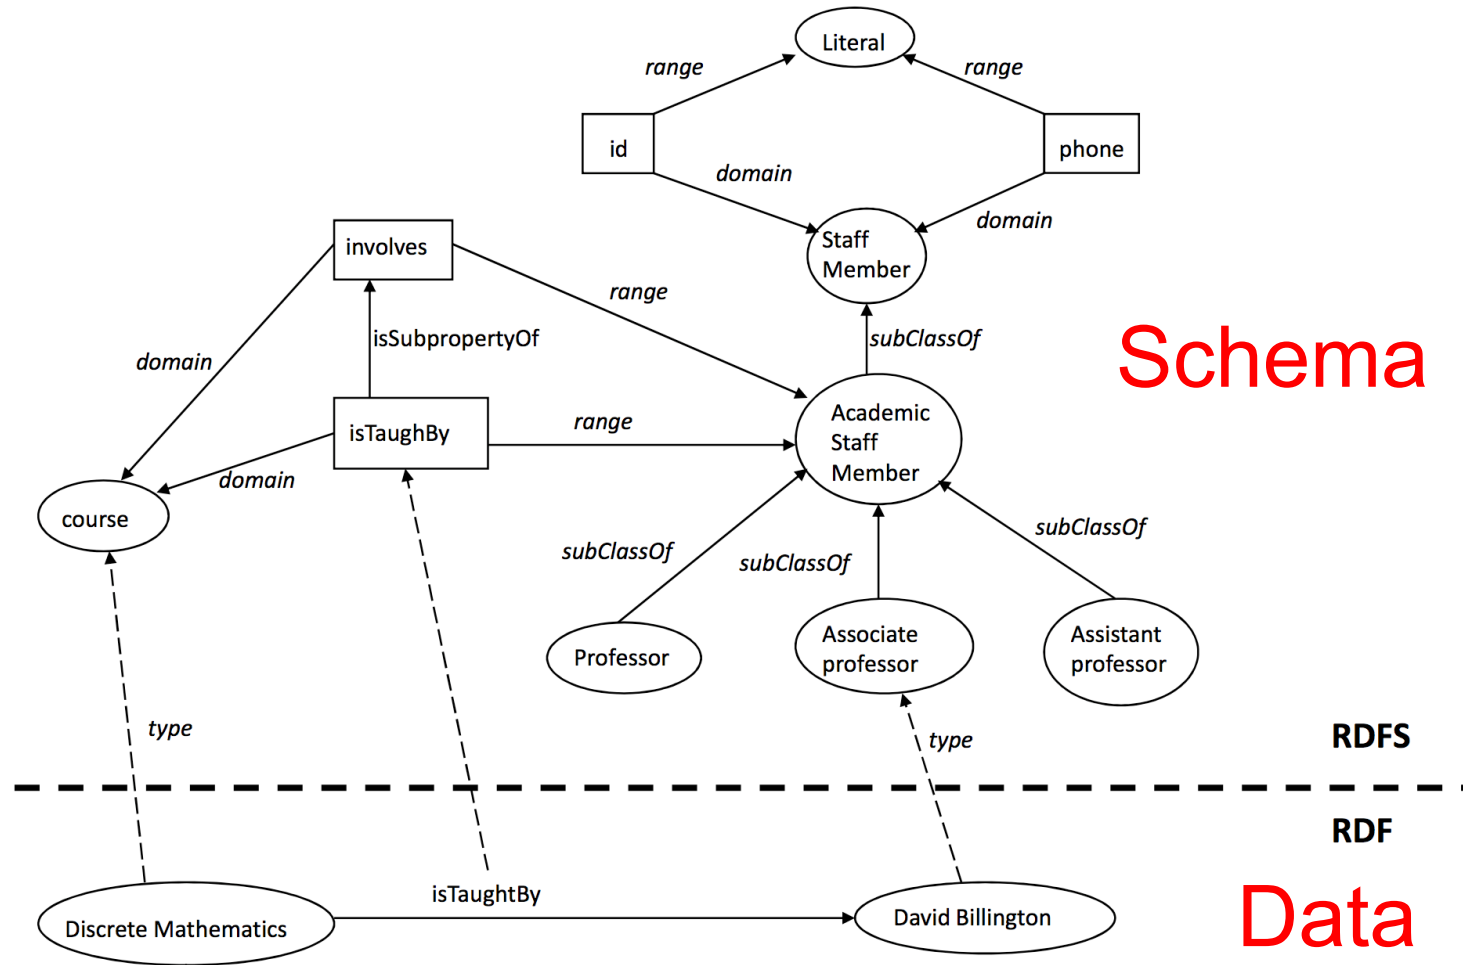 Literal
range
range
id
phone
domain
domain
Staff
Member
involves
range
isSubpropertyOf
subClassOf
Schema
domain
isTaughBy
range
Academic
Staff
Member
domain
course
subClassOf
subClassOf
subClassOf
Professor
Associate
professor
Assistant
professor
type
type
RDFS
RDF
isTaughtBy
Discrete Mathematics
David Billington
Data